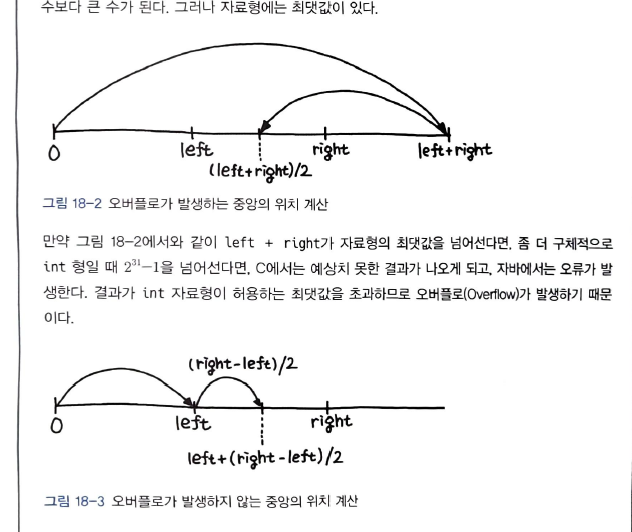 수보다 큰 수가 된다. 그러나 자료형에는 최댓값이 있다.
0
left
right
left+right
(left+right)/2
그림 18-2 오버플로가 발생하는 중앙의 위치 계산
만약 그림 18-2에서와 같이 left + right가 자료형의 최댓값을 넘어선다면, 좀 더 구체적으로
int 형일 때 2³¹-1을 넘어선다면, C에서는 예상치 못한 결과가 나오게 되고, 자바에서는 오류가 발
생한다. 결과가 int 자료형이 허용하는 최댓값을 초과하므로 오버플로(Overflow)가 발생하기 때문
이다.
(right-left)/2
0
left
right
left+(right-left)/2
그림 18-3 오버플로가 발생하지 않는 중앙의 위치 계산